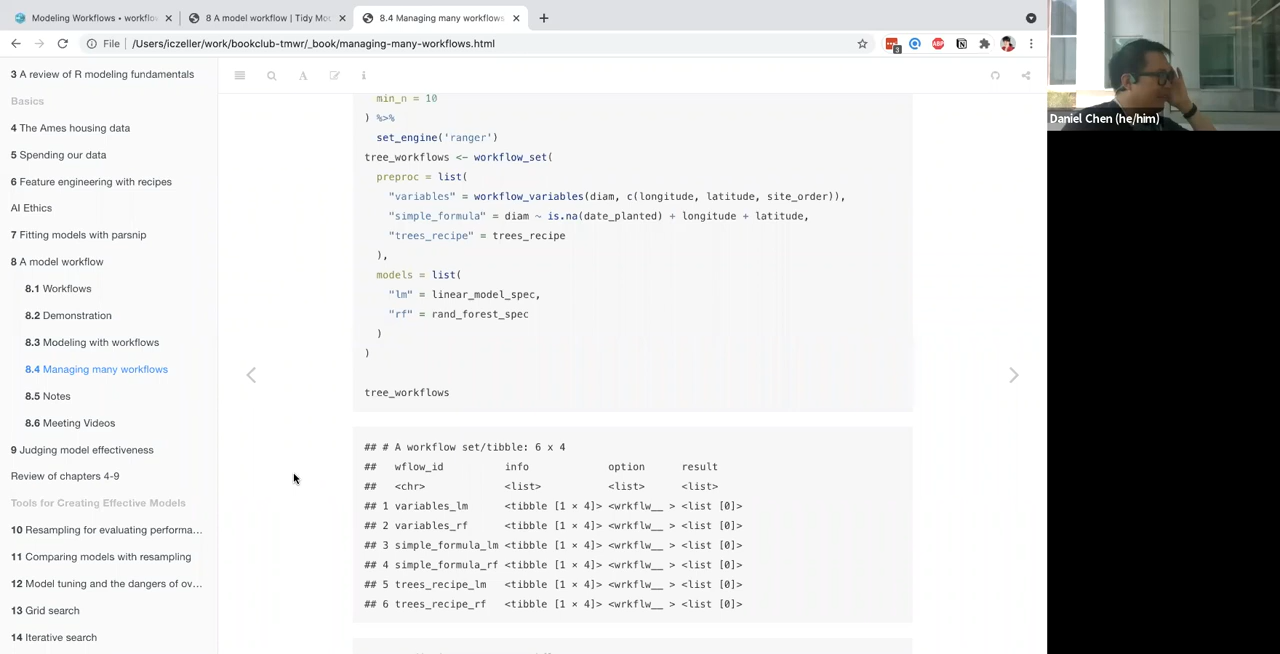 Modeling Workflows • workflow
8 A model workflow | Tidy Mod
8.4 Managing many workflows
File
/Users/iczeller/work/bookclub-tmwr/_book/managing-many-workflows.html
3
ABP
3 A review of R modeling fundamentals
Basics
4 The Ames housing data
5 Spending our data
6 Feature engineering with recipes
AI Ethics
7 Fitting models with parsnip
8 A model workflow
8.1 Workflows
8.2 Demonstration
8.3 Modeling with workflows
8.4 Managing many workflows
8.5 Notes
8.6 Meeting Videos
9 Judging model effectiveness
Review of chapters 4-9
Tools for Creating Effective Models
10 Resampling for evaluating performa...
11 Comparing models with resampling
12 Model tuning and the dangers of ov...
13 Grid search
14 Iterative search
min_n = 10
) %>%
set_engine('ranger')
tree_workflows <- workflow_set(
preproc = list(
"variables" = workflow_variables(diam, c(longitude, latitude, site_order)),
"simple_formula" = diam ~ is.na(date_planted) + longitude + latitude,
"trees_recipe" = trees_recipe
),
models = list(
"lm" = linear_model_spec,
"rf" = rand_forest_spec
)
)
tree_workflows
## # A workflow set/tibble: 6 x 4
## wflow_id info option result
## <chr> <list> <list> <list>
## 1 variables_lm <tibble [1 × 4]> <wrkflw__ > <list [0]>
## 2 variables_rf <tibble [1 × 4]> <wrkflw__ > <list [0]>
## 3 simple_formula_lm <tibble [1 × 4]> <wrkflw__ > <list [0]>
## 4 simple_formula_rf <tibble [1 × 4]> <wrkflw__ > <list [0]>
## 5 trees_recipe_lm <tibble [1 × 4]> <wrkflw__ > <list [0]>
## 6 trees_recipe_rf <tibble [1 × 4]> <wrkflw__ > <list [0]>
Daniel Chen (he/him)